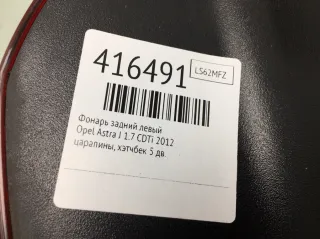 416491
LS62MFZ
Фонарь задний левый
Opel Astra J 1.7 CDTi 2012
царапины, хэтчбек 5 дв.